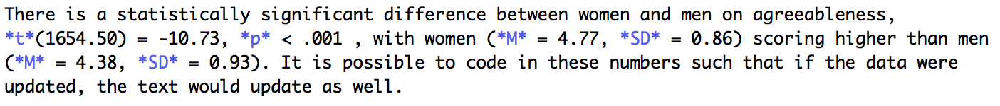 There is a statistically significant difference between women and men on agreeableness,
*t*(1654.50) = -10.73, *p* < .001 , with women (*M* = 4.77, *SD* = 0.86) scoring higher than men
(*M* = 4.38, *SD* = 0.93). It is possible to code in these numbers such that if the data were
updated, the text would update as well.